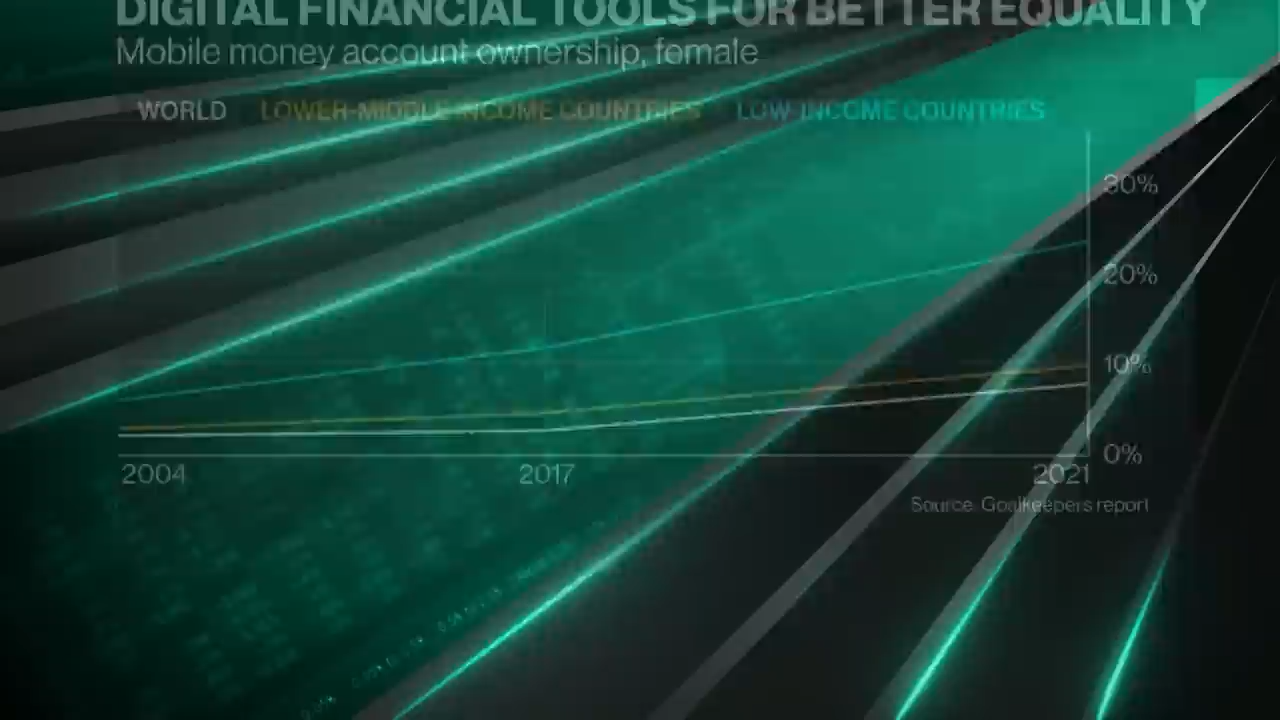 DIGITAL FINANCIAL TOOLS FOR BETTER EQUALITY
Mobile money account ownership, female
WORLD LOWER-MIDDLE-INCOME COUNTRIES LOW-INCOME COUNTRIES
30%
20%
10%
0%
2004 2017 2021
Source: Goalkeepers report